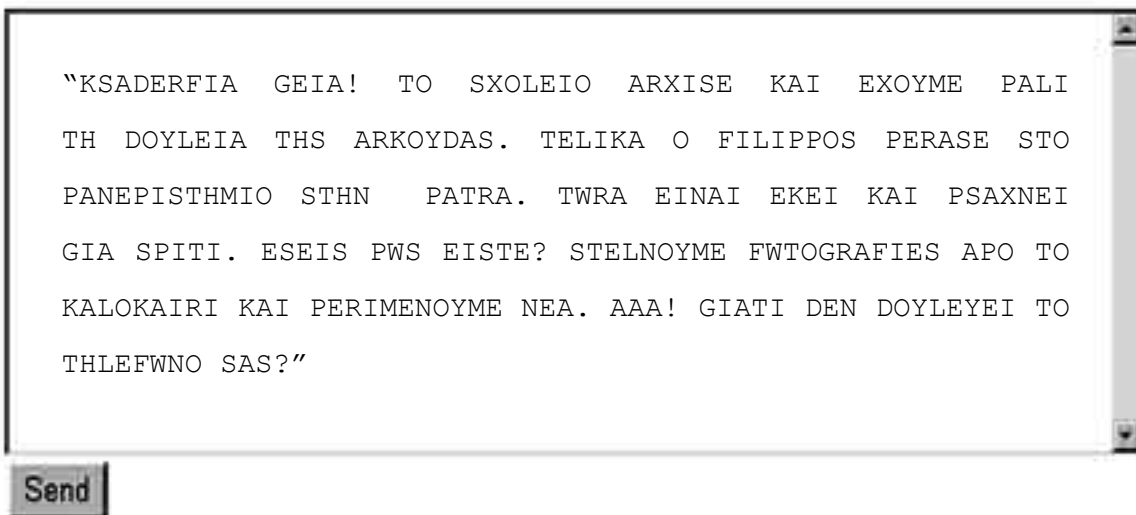 “KSADERFIA GEIA! TO SXOLEIO ARXISE KAI EXOYME PALI
TH DOYLEIA THS ARKOYDAS. TELIKA O FILIPPOS PERASE STO
PANEPISTHMIO STHN PATRA. TWRA EINAI EKEI KAI PSAXNEI
GIA SPITI. ESEIS PWS EISTE? STELNOYME FWTOGRAFIES APO TO
KALOKAIRI KAI PERIMENOYME NEA. AAA! GIATI DEN DOYLEYEI TO
THLEFWNO SAS?”
Send